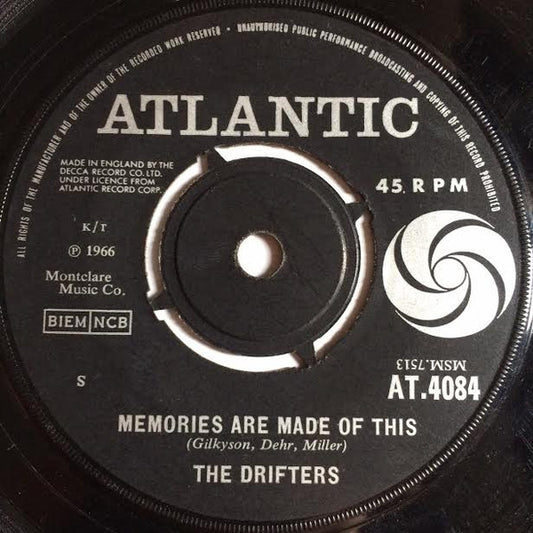 ALL RIGHTS OF THE MANUFACTURER AND OF THE OWNER OF THE RECORDED WORK RESERVED - UNAUTHORISED PUBLIC PERFORMANCE BROADCASTING AND COPYING OF THIS RECORD PROHIBITED
ATLANTIC
MADE IN ENGLAND BY THE
DECCA RECORD CO. LTD.
UNDER LICENCE FROM
ATLANTIC RECORD CORP.
45. R P M
K/T
Ⓟ 1966
Montclare
Music Co.
BIEM NCB
S
MSM.7513
AT.4084
MEMORIES ARE MADE OF THIS
(Gilkyson, Dehr, Miller)
THE DRIFTERS